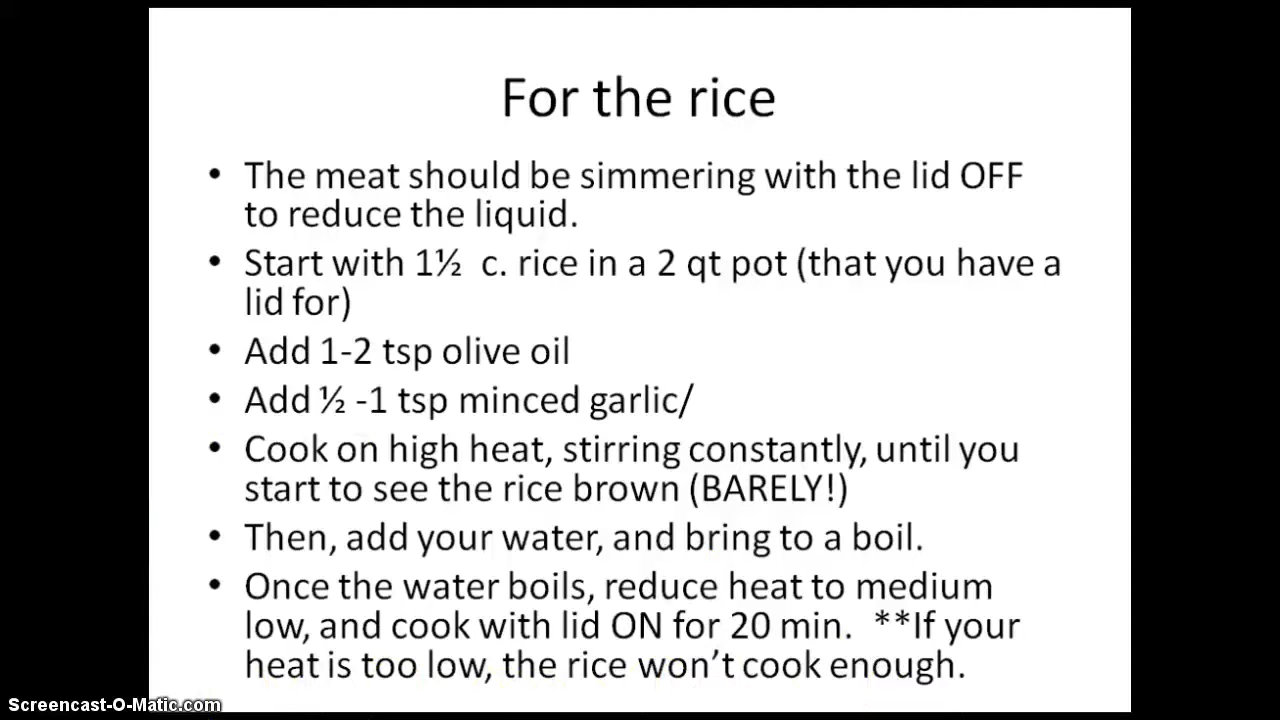 For the rice
• The meat should be simmering with the lid OFF
to reduce the liquid.
• Start with 1½  c. rice in a 2 qt pot (that you have a
lid for)
• Add 1-2 tsp olive oil
• Add ½ -1 tsp minced garlic/
• Cook on high heat, stirring constantly, until you
start to see the rice brown (BARELY!)
• Then, add your water, and bring to a boil.
• Once the water boils, reduce heat to medium
low, and cook with lid ON for 20 min.  **If your
heat is too low, the rice won’t cook enough.
Screencast-O-Matic.com